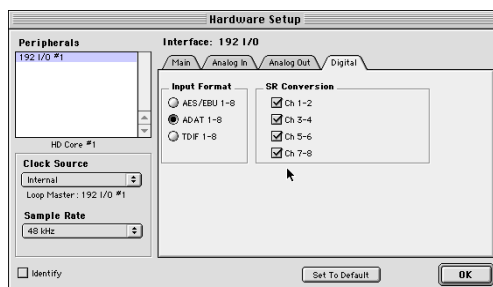 Hardware Setup
Peripherals
192 I/O #1
HD Core #1
Clock Source
Internal
Loop Master : 192 I/O #1
Sample Rate
48 kHz
Identify
Interface: 192 I/O
Main
Analog In
Analog Out
Digital
Input Format
AES/EBU 1-8
ADAT 1-8
TDIF 1-8
SR Conversion
Ch 1-2
Ch 3-4
Ch 5-6
Ch 7-8
Set To Default
OK